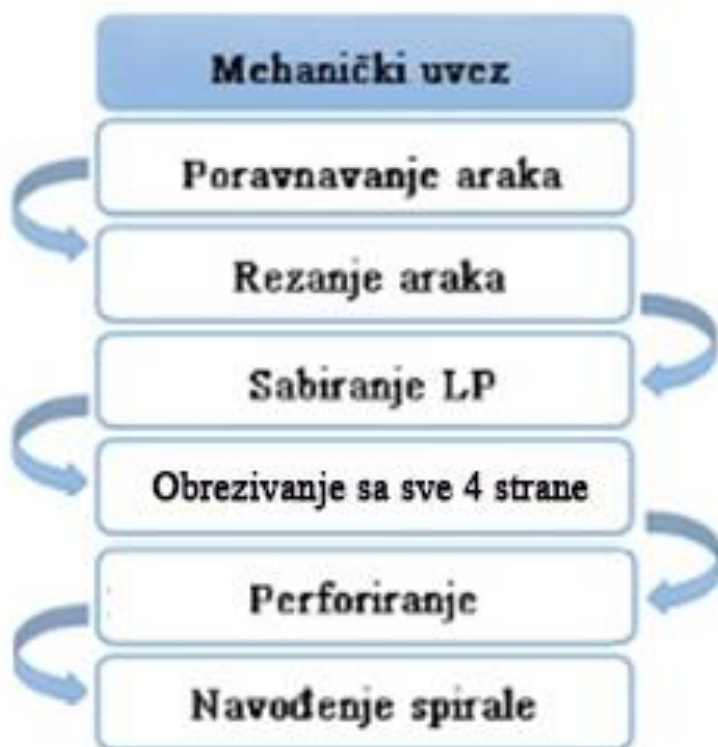 Mehanički uvez
Poravnavanje araka
Rezanje araka
Sabiranje LP
Obrezivanje sa sve 4 strane
Perforiranje
Navođenje spirale